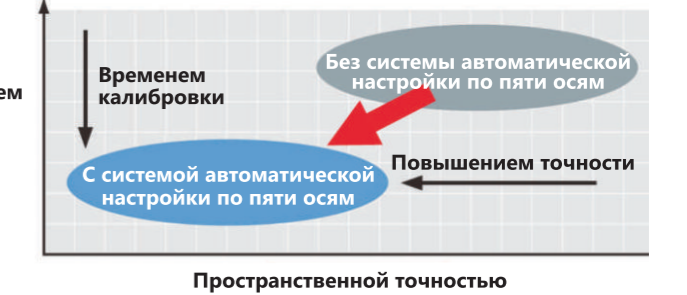 Без системы автоматической
настройки по пяти осям
Временем
калибровки
ем
Повышением точности
С системой автоматической
настройки по пяти осям
Пространственной точностью